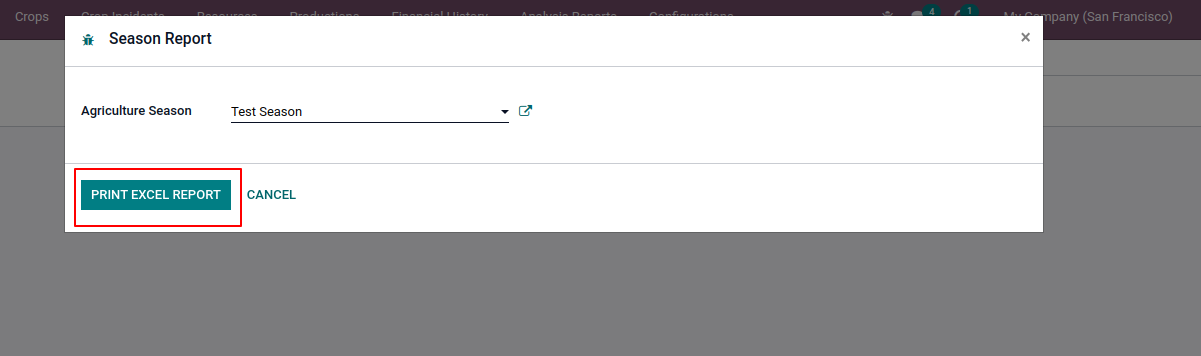 Crops Crop Incidents Resources Productions Financial History Analysis Reports Configurations 4 1 My Company (San Francisco)
Season Report ×
Agriculture Season Test Season
PRINT EXCEL REPORT CANCEL